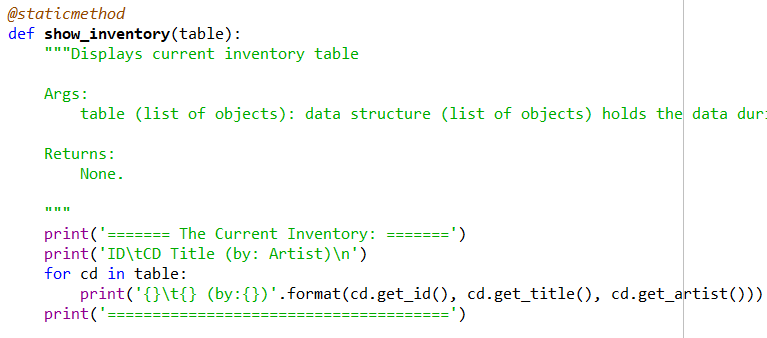 @staticmethod
def show_inventory(table):
    """Displays current inventory table

    Args:
        table (list of objects): data structure (list of objects) holds the data

    Returns:
        None.

    """
    print('======= The Current Inventory: =======')
    print('ID\tCD Title (by: Artist)\n')
    for cd in table:
        print('{}\t{} (by:{})'.format(cd.get_id(), cd.get_title(), cd.get_artist()))
    print('======================================')